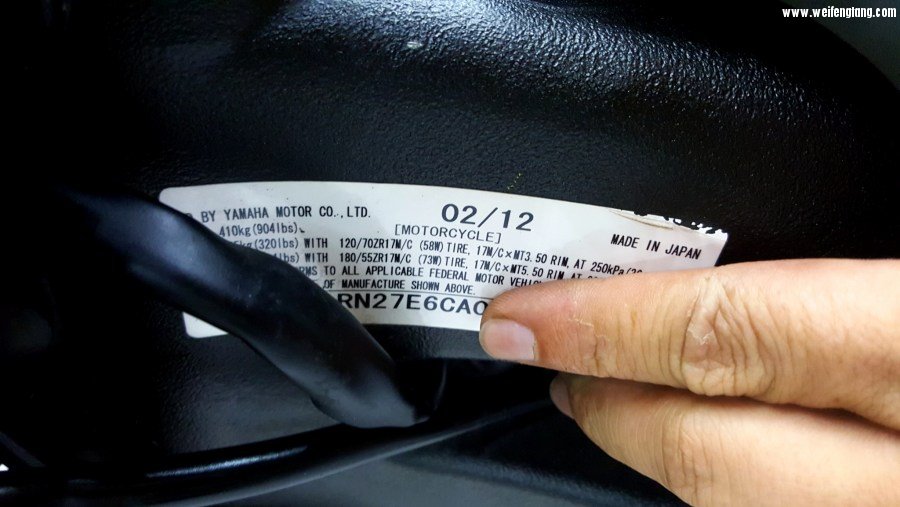 www.weifengtang.com
BY YAMAHA MOTOR CO., LTD.
02/12
410kg(904lbs)
[MOTORCYCLE]
MADE IN JAPAN
(320lbs) WITH 120/70ZR17M/C (58W) TIRE, 17M/C×MT3.50 RIM, AT 250kPa
WITH 180/55ZR17M/C (73W) TIRE, 17M/C×MT5.50 RIM, AT
TO ALL APPLICABLE FEDERAL MOTOR
OF MANUFACTURE SHOWN ABOVE.
RN27E6CA